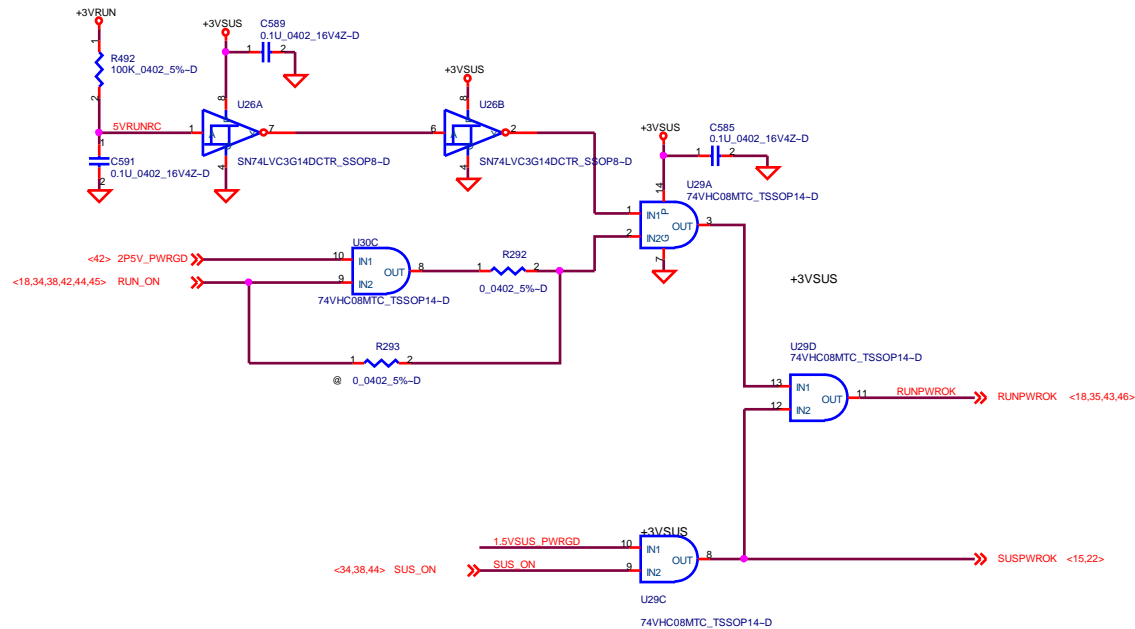 +3VRUN
1
R492
100K_0402_5%~D
2
5VRUNRC
1
C591
0.1U_0402_16V4Z~D
2
+3VSUS
C589
0.1U_0402_16V4Z~D
1 2
8
U26A
1 A 7
4
SN74LVC3G14DCTR_SSOP8~D
+3VSUS
8
U26B
6 A 2
4
SN74LVC3G14DCTR_SSOP8~D
+3VSUS
C585
0.1U_0402_16V4Z~D
1 2
14
U29A
74VHC08MTC_TSSOP14~D
1 IN1 P
OUT 3
2 IN2 G
7
U30C
<42> 2P5V_PWRGD 10 IN1
OUT 8
<18,34,38,42,44,45> RUN_ON 9 IN2
74VHC08MTC_TSSOP14~D
R292
1 2
0_0402_5%~D
R293
1 2
@ 0_0402_5%~D
+3VSUS
U29D
74VHC08MTC_TSSOP14~D
13 IN1
OUT 11 RUNPWROK RUNPWROK <18,35,43,46>
12 IN2
+3VSUS
1.5VSUS_PWRGD 10 IN1
OUT 8 SUSPWROK <15,22>
<34,38,44> SUS_ON SUS_ON 9 IN2
U29C
74VHC08MTC_TSSOP14~D